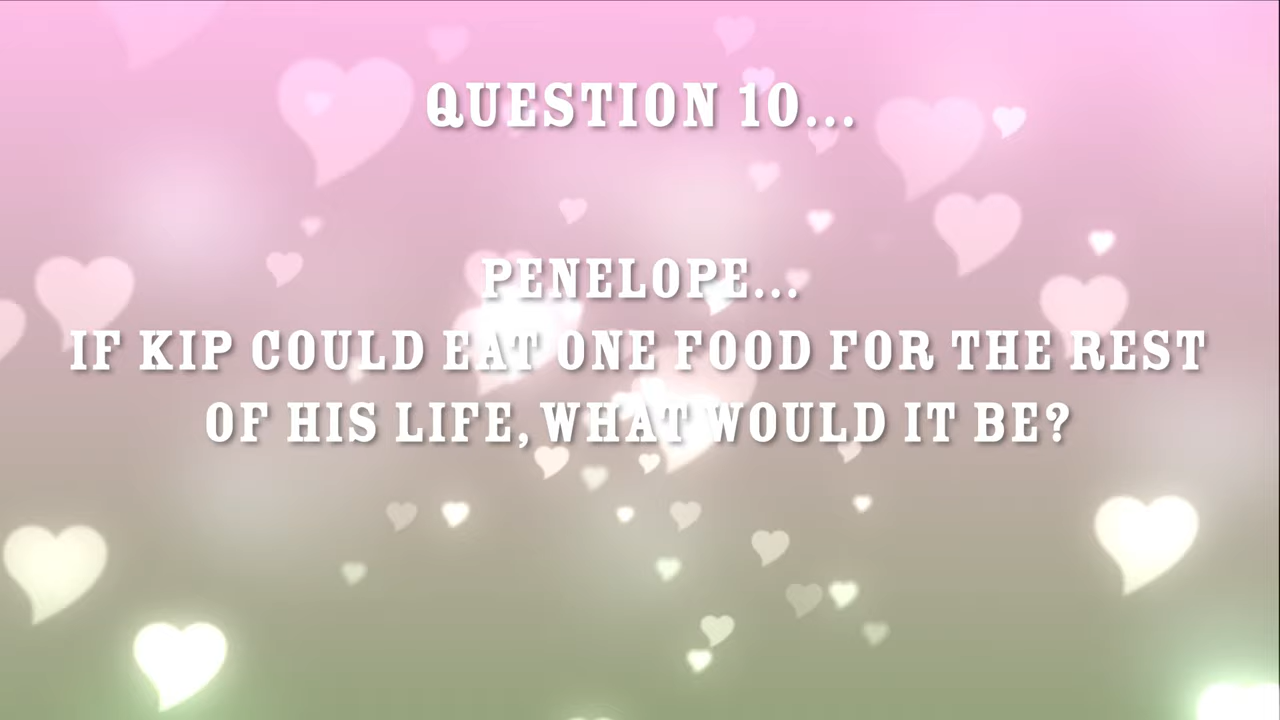 QUESTION 10...
PENELOPE...
IF KIP COULD EAT ONE FOOD FOR THE REST
OF HIS LIFE, WHAT WOULD IT BE?